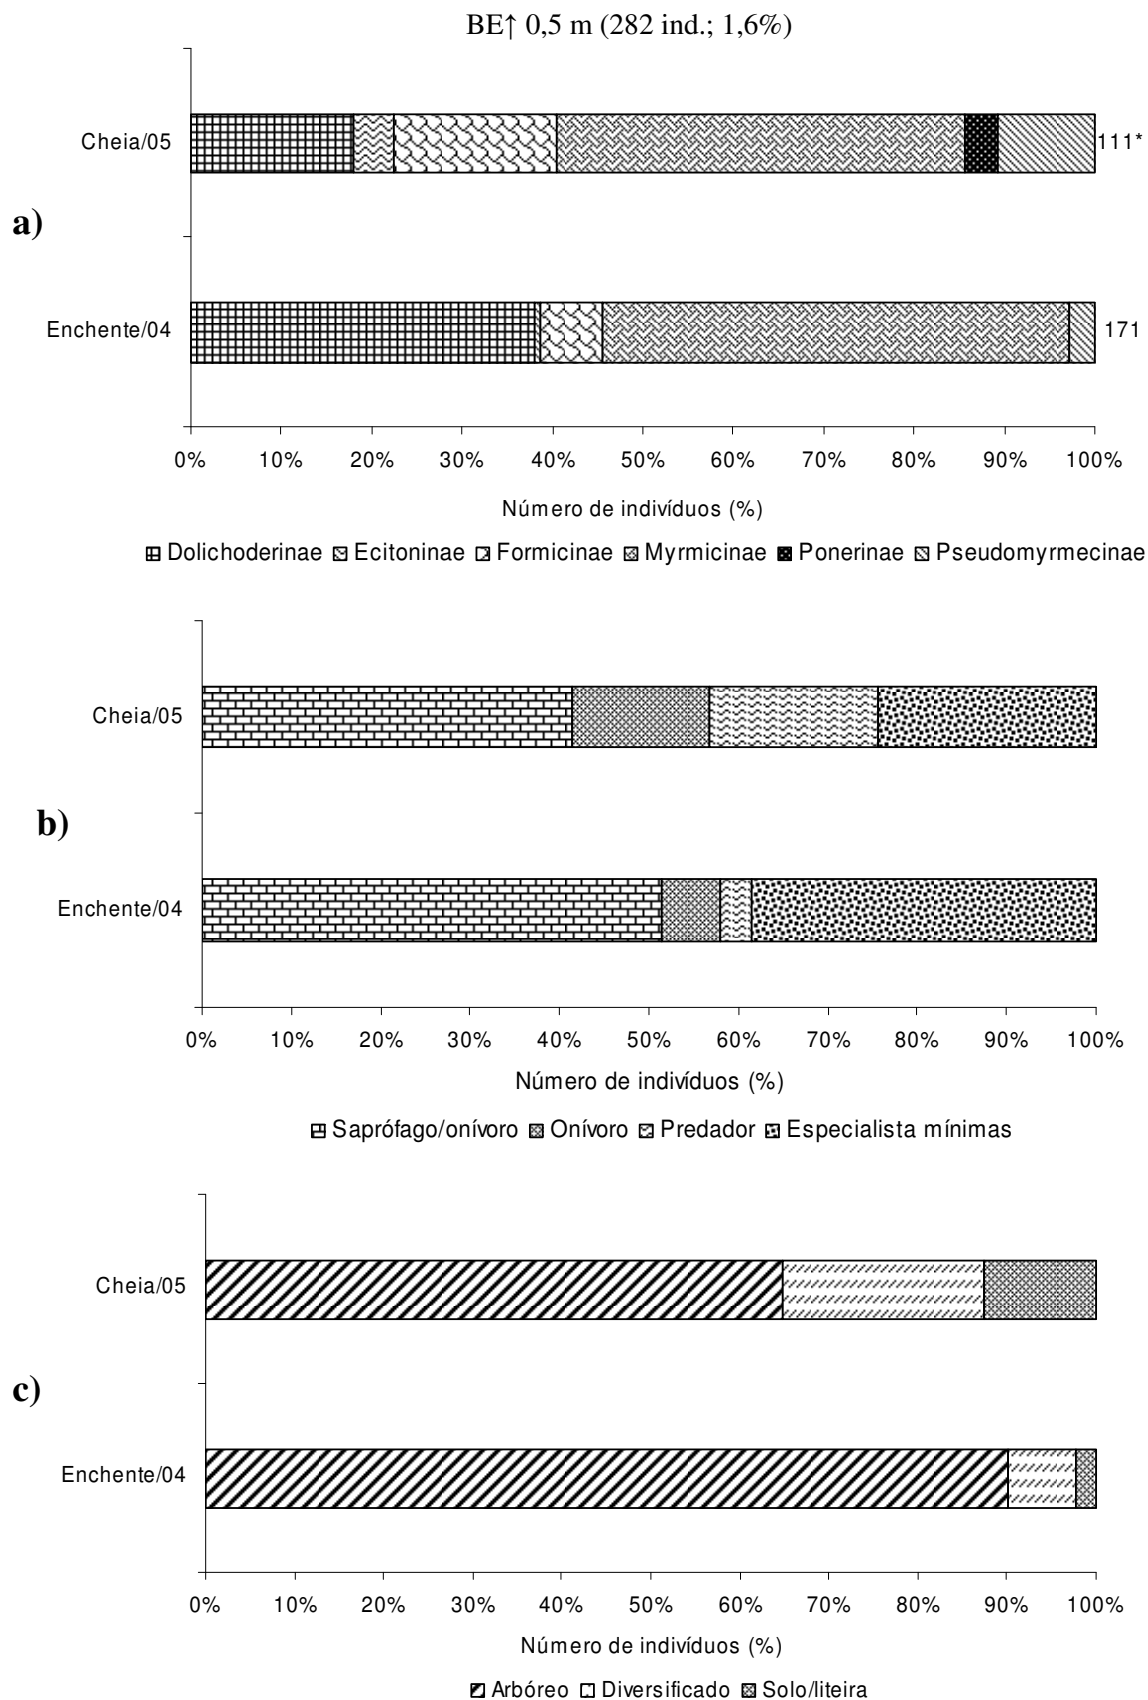 BE↑ 0,5 m (282 ind.; 1,6%)
Cheia/05
111*
a)
Enchente/04
171
0% 10% 20% 30% 40% 50% 60% 70% 80% 90% 100%
Número de indivíduos (%)
Dolichoderinae Ecitoninae Formicinae Myrmicinae Ponerinae Pseudomyrmecinae
Cheia/05
b)
Enchente/04
0% 10% 20% 30% 40% 50% 60% 70% 80% 90% 100%
Número de indivíduos (%)
Saprófago/onívoro Onívoro Predador Especialista mínimas
Cheia/05
c)
Enchente/04
0% 10% 20% 30% 40% 50% 60% 70% 80% 90% 100%
Número de indivíduos (%)
Arbóreo Diversificado Solo/liteira